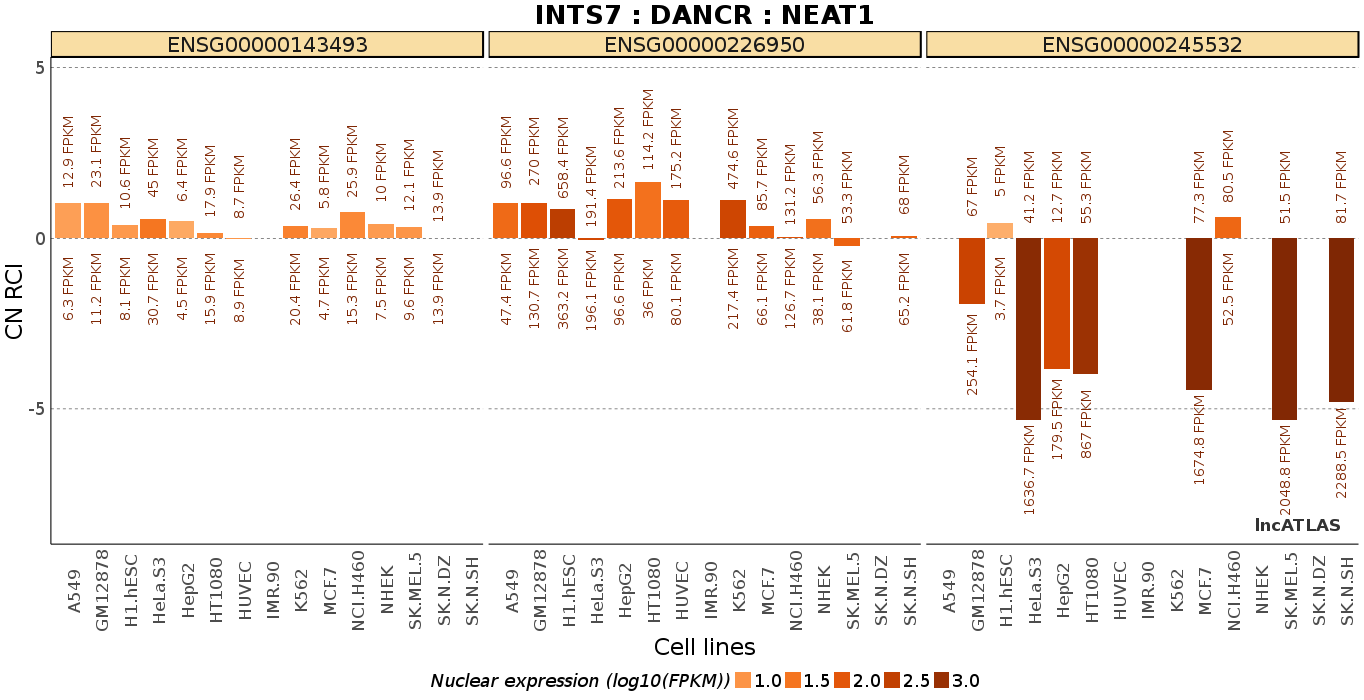 INTS7 : DANCR : NEAT1
ENSG00000143493 ENSG00000226950 ENSG00000245532
5
0
-5
CN RCI
12.9 FPKM
23.1 FPKM
10.6 FPKM
45 FPKM
6.4 FPKM
17.9 FPKM
8.7 FPKM
26.4 FPKM
5.8 FPKM
25.9 FPKM
10 FPKM
12.1 FPKM
13.9 FPKM
6.3 FPKM
11.2 FPKM
8.1 FPKM
30.7 FPKM
4.5 FPKM
15.9 FPKM
8.9 FPKM
20.4 FPKM
4.7 FPKM
15.3 FPKM
7.5 FPKM
9.6 FPKM
13.9 FPKM
96.6 FPKM
270 FPKM
658.4 FPKM
191.4 FPKM
213.6 FPKM
114.2 FPKM
175.2 FPKM
474.6 FPKM
85.7 FPKM
131.2 FPKM
56.3 FPKM
53.3 FPKM
68 FPKM
47.4 FPKM
130.7 FPKM
363.2 FPKM
196.1 FPKM
96.6 FPKM
36 FPKM
80.1 FPKM
217.4 FPKM
66.1 FPKM
126.7 FPKM
38.1 FPKM
61.8 FPKM
65.2 FPKM
67 FPKM
5 FPKM
41.2 FPKM
12.7 FPKM
55.3 FPKM
77.3 FPKM
80.5 FPKM
51.5 FPKM
81.7 FPKM
254.1 FPKM
3.7 FPKM
1636.7 FPKM
179.5 FPKM
867 FPKM
1674.8 FPKM
52.5 FPKM
2048.8 FPKM
2288.5 FPKM
lncATLAS
A549
GM12878
H1.hESC
HeLa.S3
HepG2
HT1080
HUVEC
IMR.90
K562
MCF.7
NCI.H460
NHEK
SK.MEL.5
SK.N.DZ
SK.N.SH
A549
GM12878
H1.hESC
HeLa.S3
HepG2
HT1080
HUVEC
IMR.90
K562
MCF.7
NCI.H460
NHEK
SK.MEL.5
SK.N.DZ
SK.N.SH
A549
GM12878
H1.hESC
HeLa.S3
HepG2
HT1080
HUVEC
IMR.90
K562
MCF.7
NCI.H460
NHEK
SK.MEL.5
SK.N.DZ
SK.N.SH
Cell lines
Nuclear expression (log10(FPKM)) 1.0 1.5 2.0 2.5 3.0